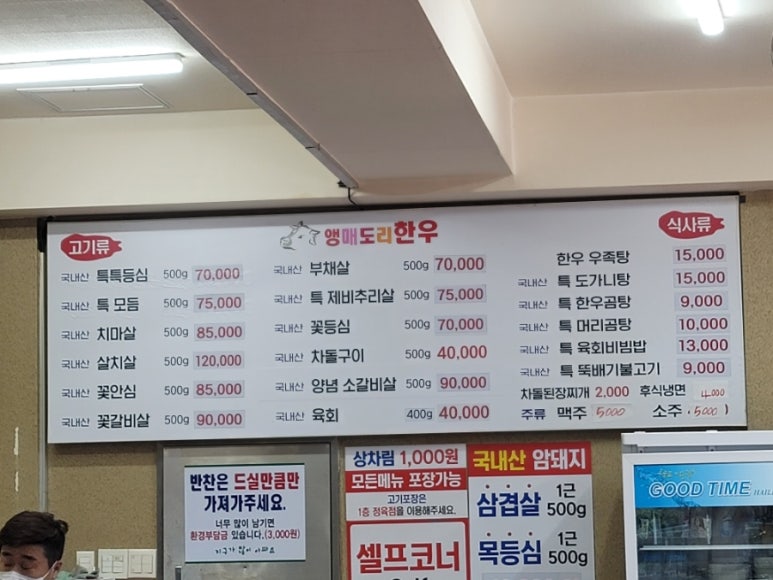 앵매도리한우
고기류
국내산 특특등심 500g 70,000
국내산 특 모듬 500g 75,000
국내산 치마살 500g 85,000
국내산 살치살 500g 120,000
국내산 꽃안심 500g 85,000
국내산 꽃갈비살 500g 90,000
국내산 부채살 500g 70,000
국내산 특 제비추리살 500g 75,000
국내산 꽃등심 500g 70,000
국내산 차돌구이 500g 40,000
국내산 양념 소갈비살 500g 90,000
국내산 육회 400g 40,000
식사류
한우 우족탕 15,000
국내산 특 도가니탕 15,000
국내산 특 한우곰탕 9,000
국내산 특 머리곰탕 10,000
국내산 특 육회비빔밥 13,000
국내산 특 뚝배기불고기 9,000
차돌된장찌개 2,000 후식냉면 4,000
주류 맥주 5000 소주 5000
반찬은 드실만큼만
가져가주세요.
너무 많이 남기면
환경부담금 있습니다.(3,000원)
지구가 많이 아파요
상차림 1,000원
모든메뉴 포장가능
고기포장은
1층 정육점을 이용해주세요.
셀프코너
국내산 암돼지
삼겹살 1근 500g
목등심 1근 500g
GOOD TIME